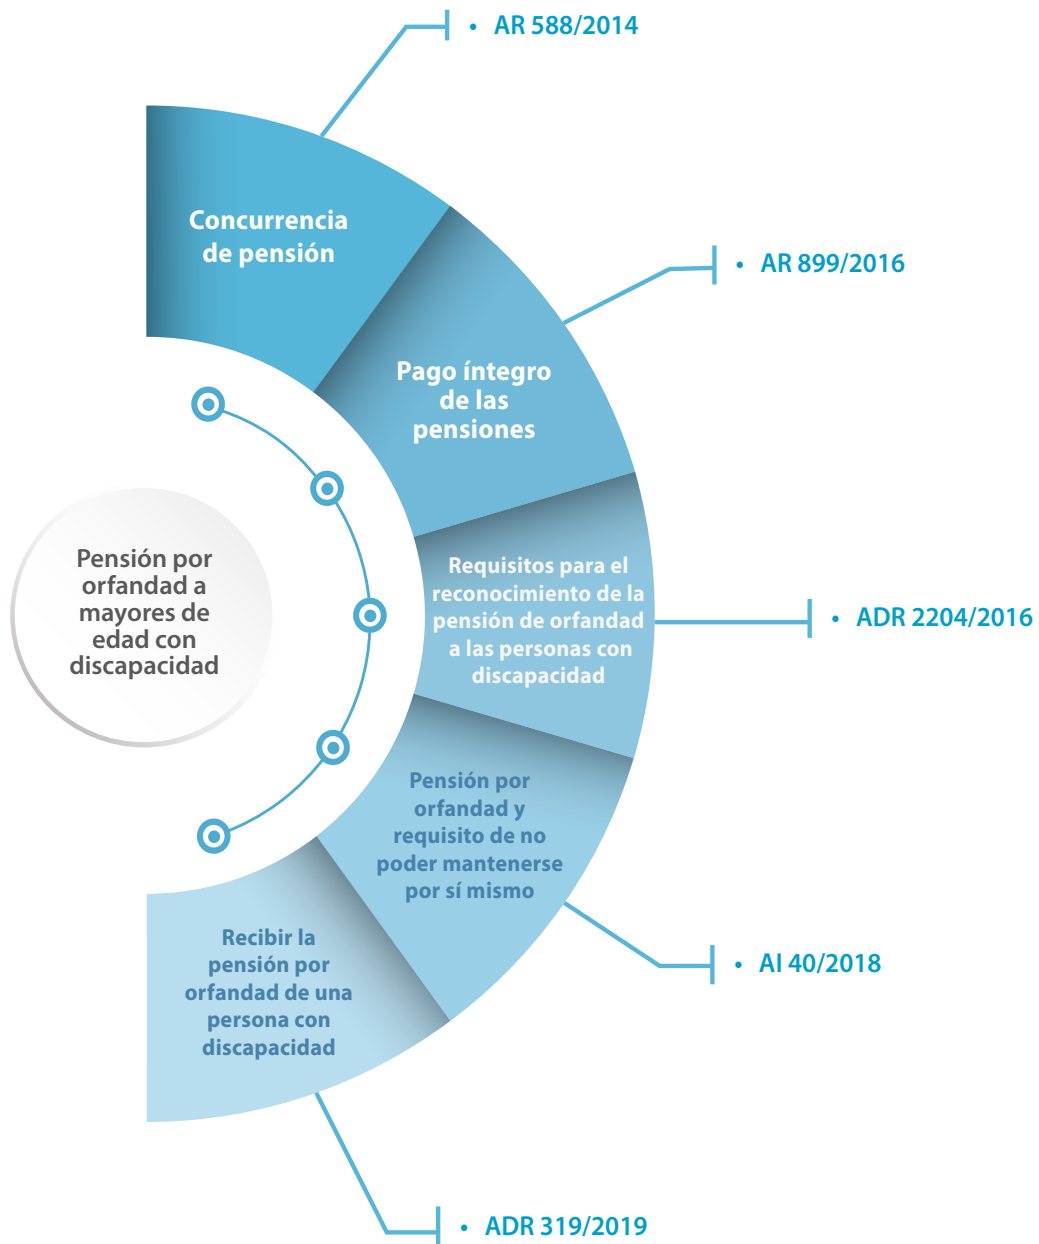 • AR 588/2014
Concurrencia
de pensión
• AR 899/2016
Pago íntegro
de las
pensiones
Pensión por
orfandad a
mayores de
edad con
discapacidad
Requisitos para el
reconocimiento de la
pensión de orfandad
a las personas con
discapacidad
• ADR 2204/2016
Pensión por
orfandad y
requisito de no
poder mantenerse
por sí mismo
• AI 40/2018
Recibir la
pensión por
orfandad de una
persona con
discapacidad
• ADR 319/2019